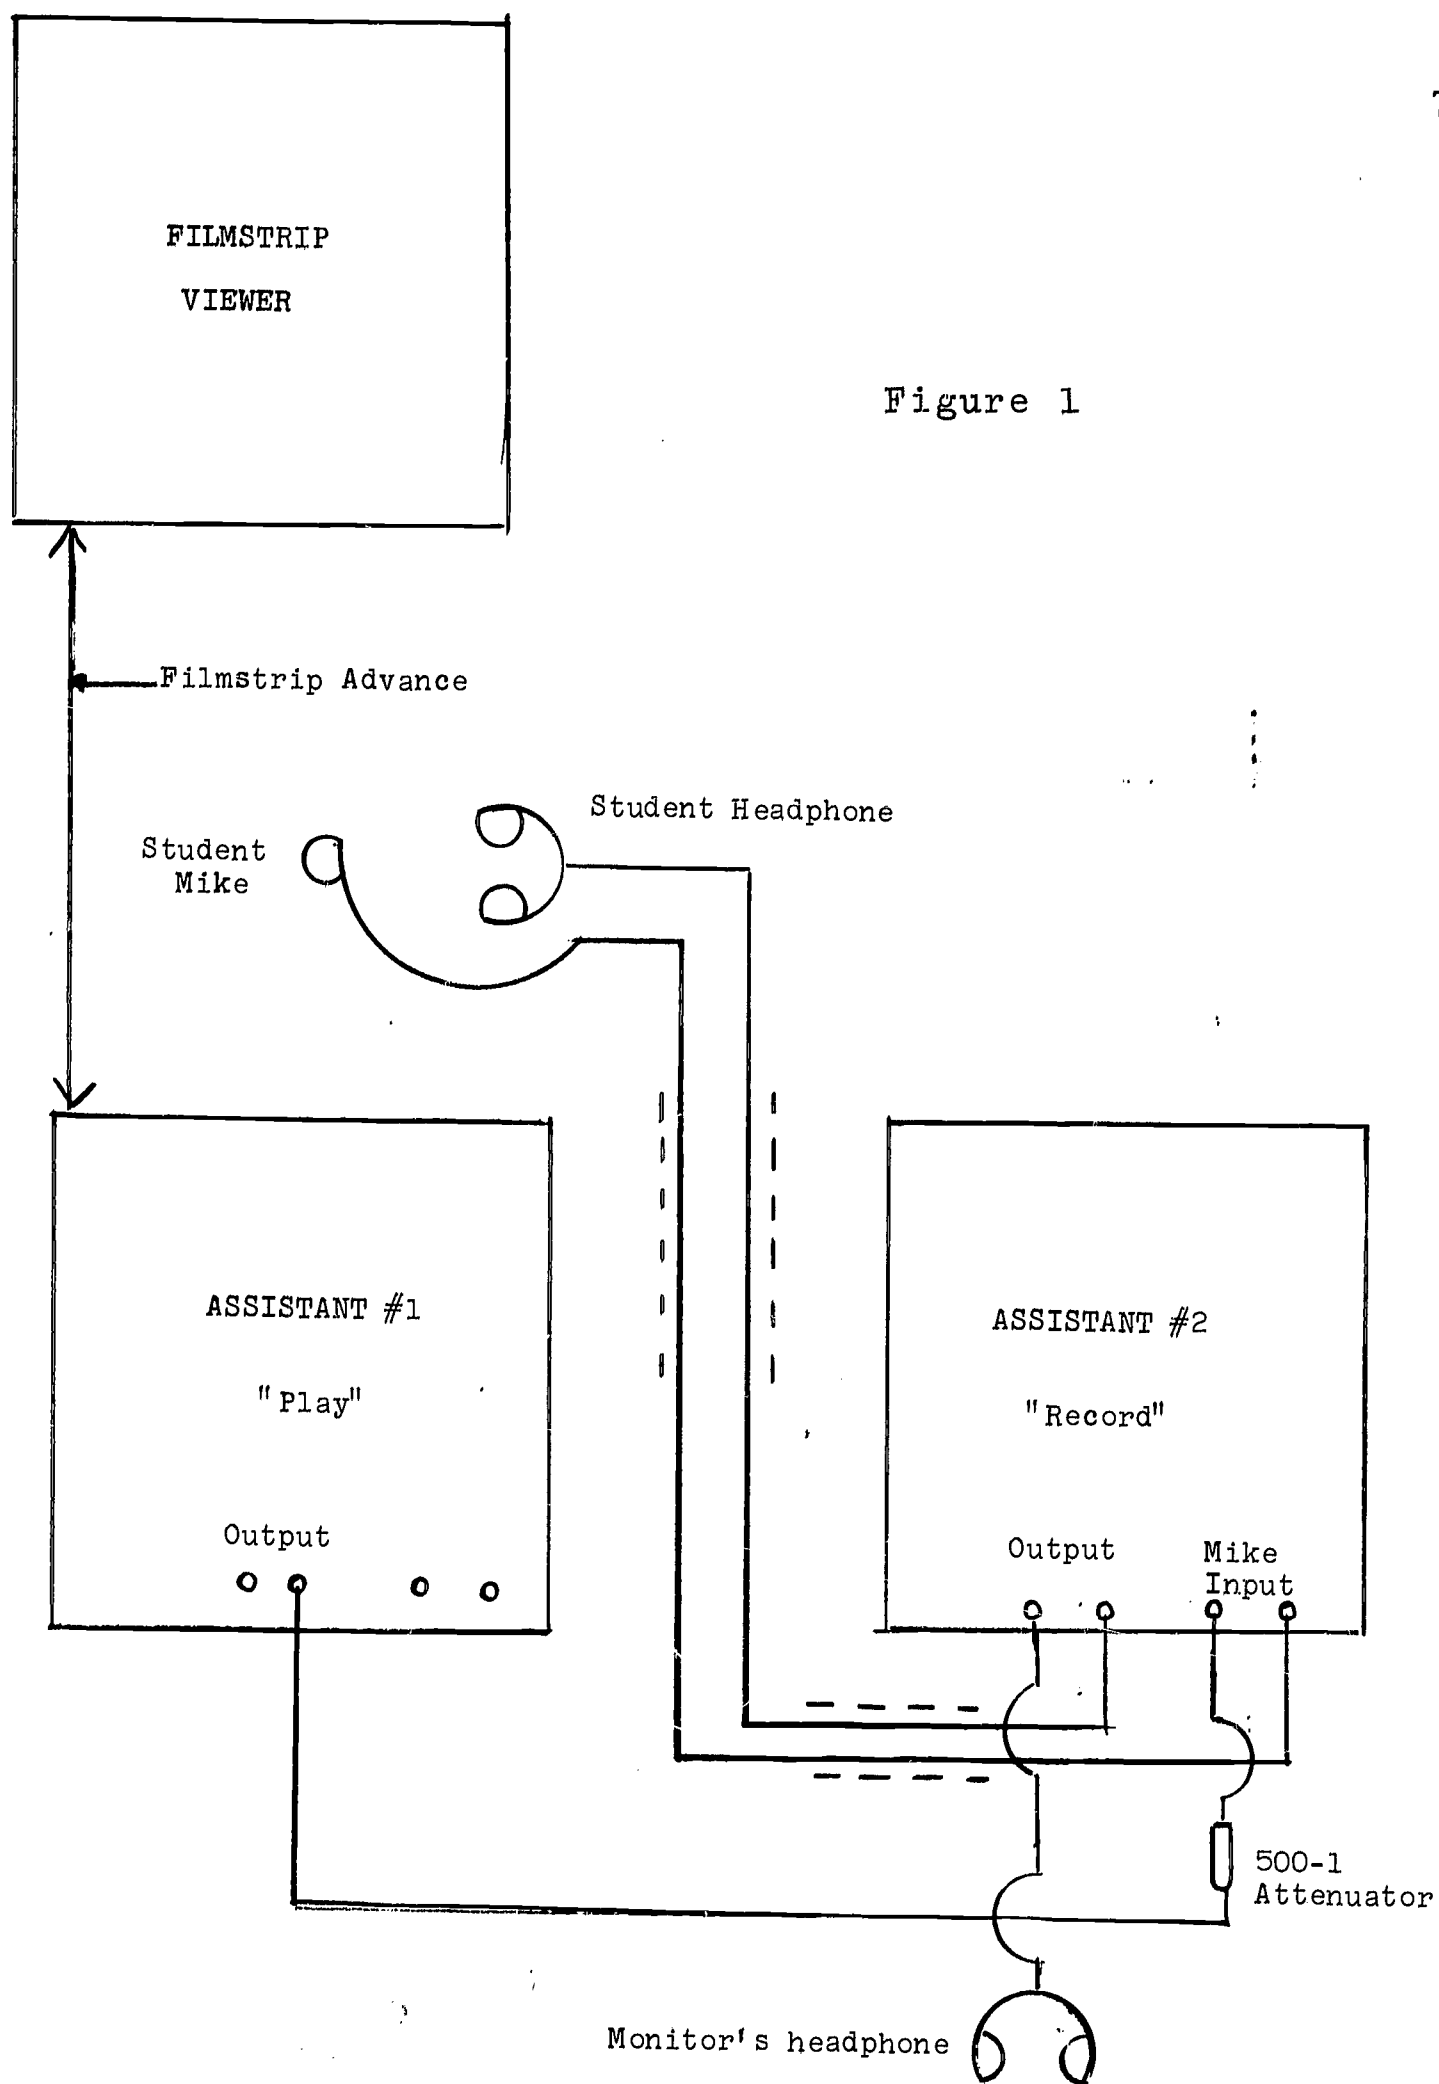 FILMSTRIP
VIEWER
Figure 1
Filmstrip Advance
Student Headphone
Student
Mike
ASSISTANT #1
"Play"
Output
ASSISTANT #2
"Record"
Output
Mike
Input
500-1
Attenuator
Monitor's headphone